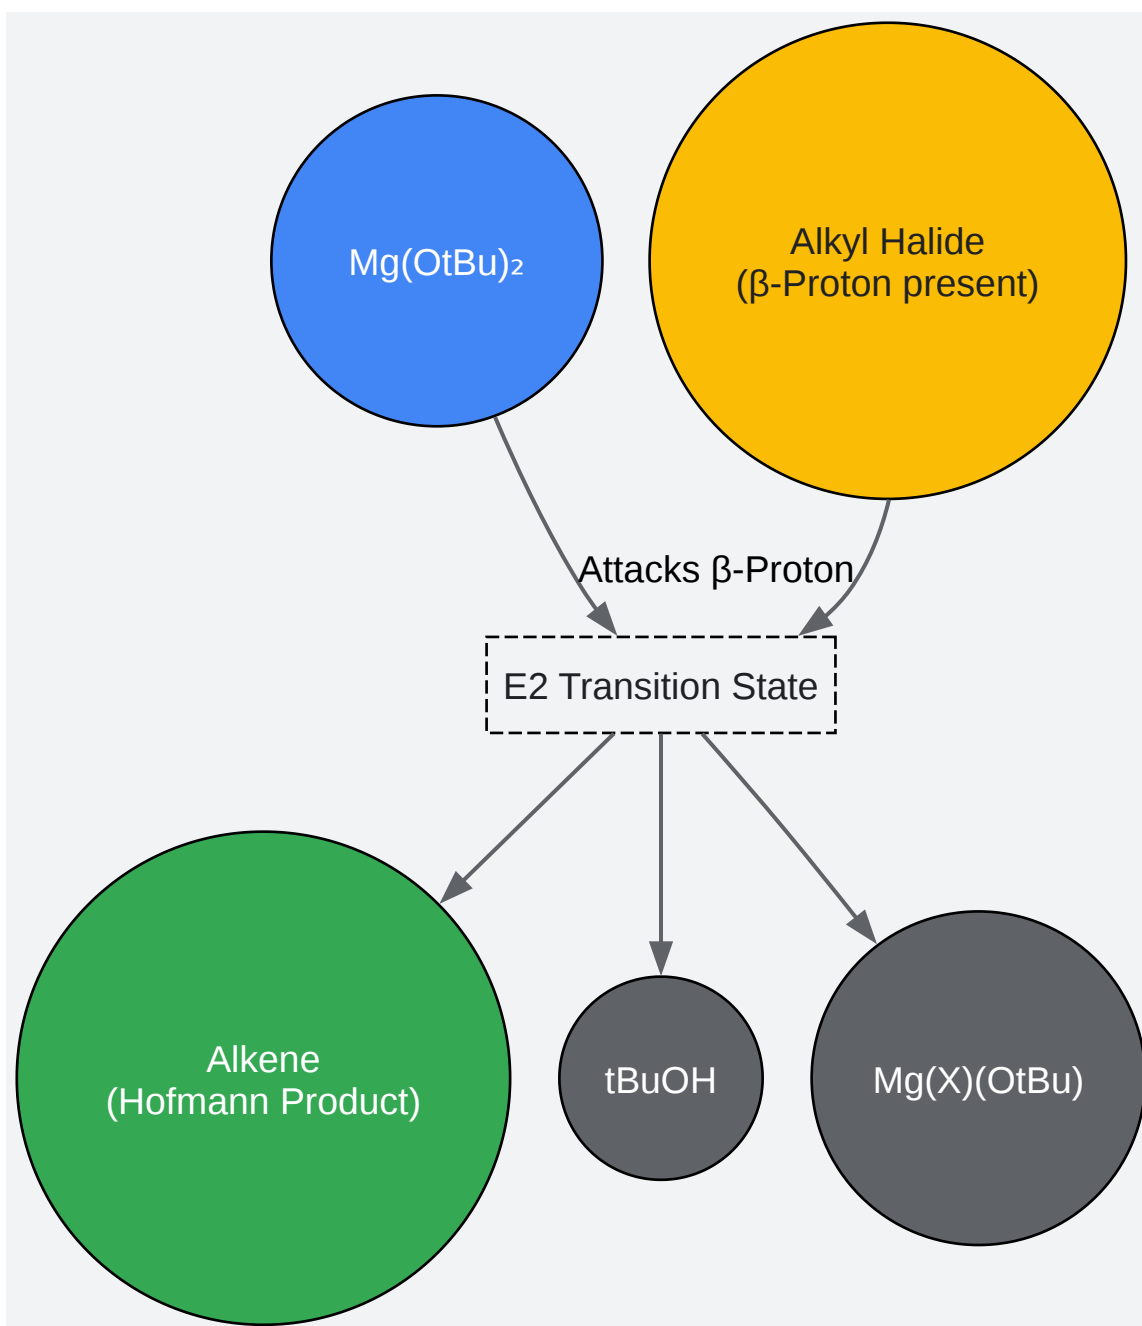 Mg(OtBu)₂
Alkyl Halide
(β-Proton present)
Attacks β-Proton
E2 Transition State
Alkene
(Hofmann Product)
tBuOH
Mg(X)(OtBu)